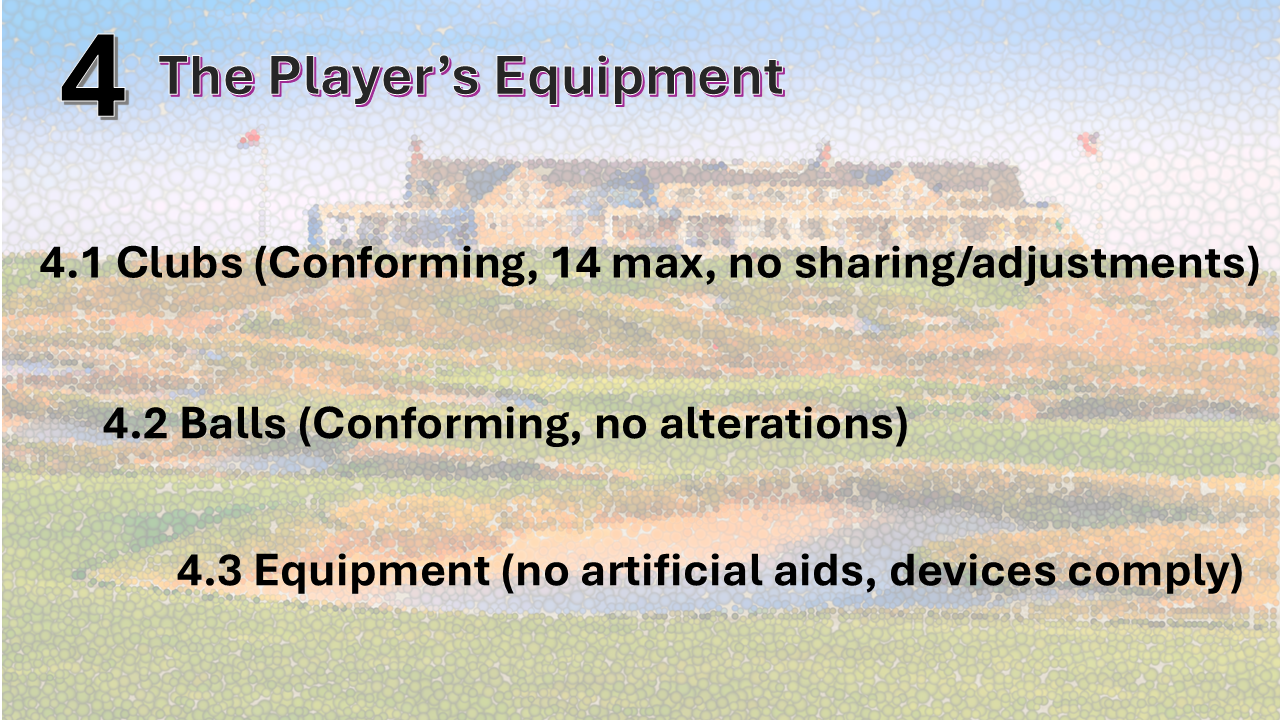 4 The Player’s Equipment
4.1 Clubs (Conforming, 14 max, no sharing/adjustments)
4.2 Balls (Conforming, no alterations)
4.3 Equipment (no artificial aids, devices comply)